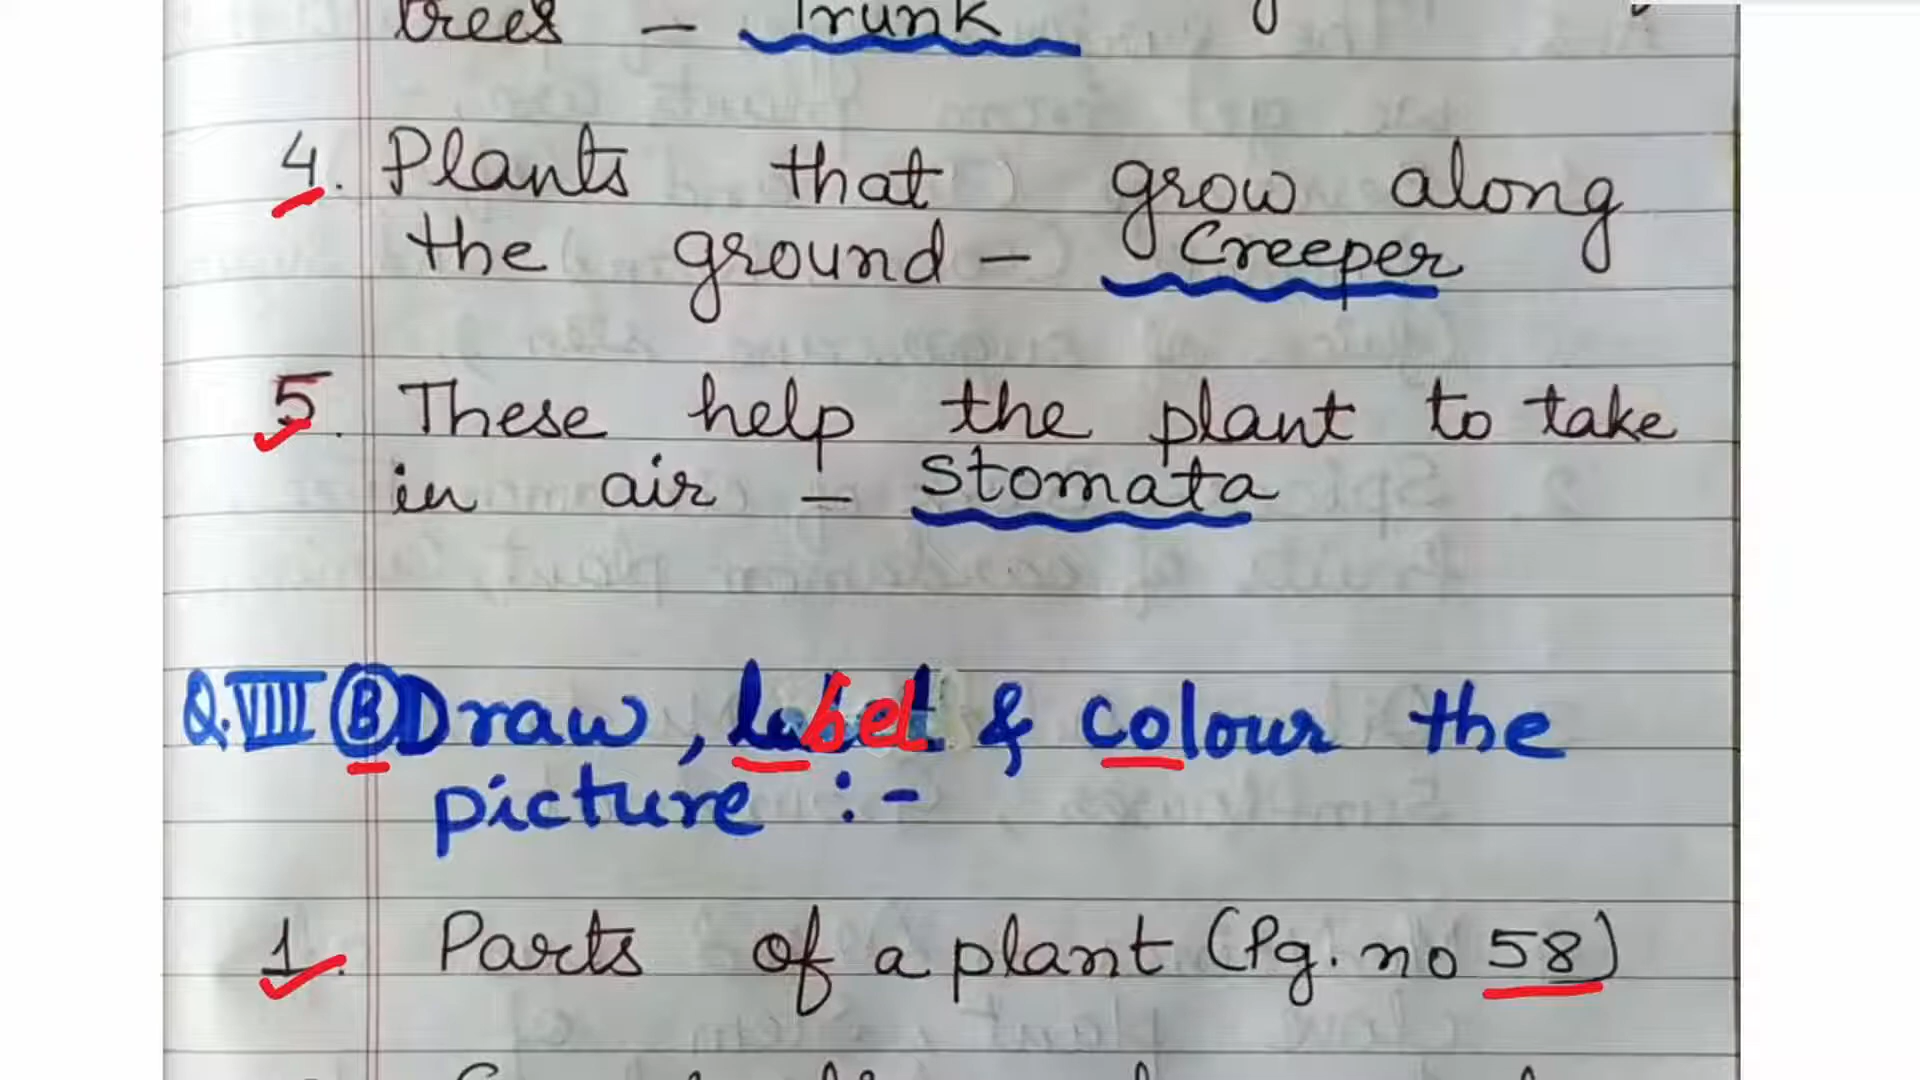 trees - Trunk
4. Plants that grow along
the ground - Creeper
5. These help the plant to take
in air - Stomata
Q.VIII (B) Draw, label & colour the
picture :-
1. Parts of a plant (Pg. no 58)